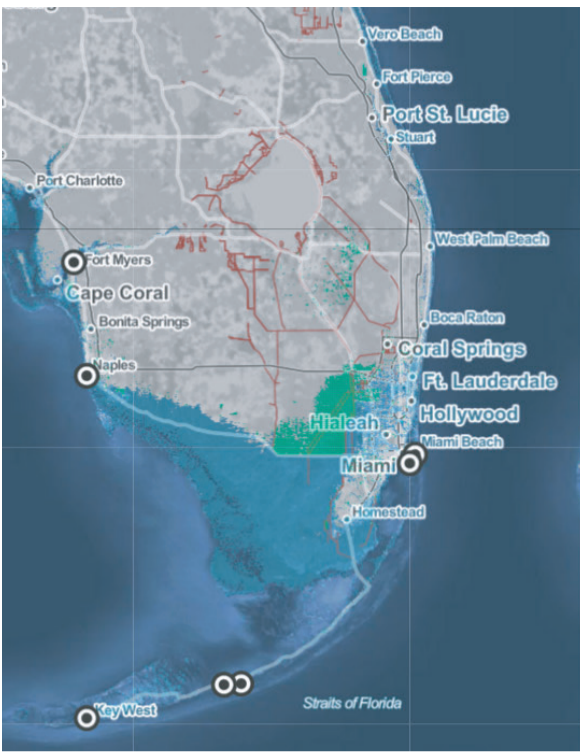 Vero Beach
Fort Pierce
Port St. Lucie
Stuart
Port Charlotte
West Palm Beach
Fort Myers
Cape Coral
Boca Raton
Bonita Springs
Coral Springs
Naples
Ft. Lauderdale
Hollywood
Hialeah
Miami Beach
Miami
Homestead
Straits of Florida
Key West